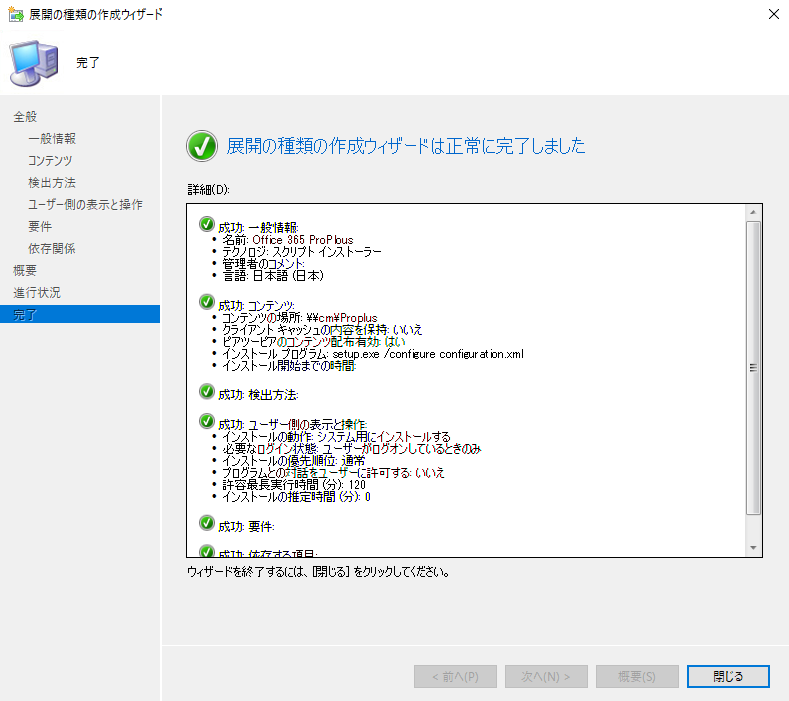 展開の種類の作成ウィザード
完了
全般
一般情報
コンテンツ
検出方法
ユーザー側の表示と操作
要件
依存関係
概要
進行状況
完了
展開の種類の作成ウィザードは正常に完了しました
詳細(D):
成功: 一般情報:
• 名前: Office 365 ProPlous
• テクノロジ: スクリプト インストーラー
• 管理者のコメント:
• 言語: 日本語 (日本)
成功: コンテンツ:
• コンテンツの場所: \\cm\Proplus
• クライアント キャッシュの内容を保持: いいえ
• ピアツーピアのコンテンツ配布有効: はい
• インストール プログラム: setup.exe /configure configuration.xml
• インストール開始までの時間:
成功: 検出方法:
成功: ユーザー側の表示と操作:
• インストールの動作: システム用にインストールする
• 必要なログイン状態: ユーザーがログオンしているときのみ
• インストールの優先順位: 通常
• プログラムとの対話をユーザーに許可する: いいえ
• 許容最長実行時間 (分): 120
• インストールの推定時間 (分): 0
成功: 要件:
成功: 依存する項目:
ウィザードを終了するには、[閉じる] をクリックしてください。
< 前へ(P)
次へ(N) >
概要(S)
閉じる